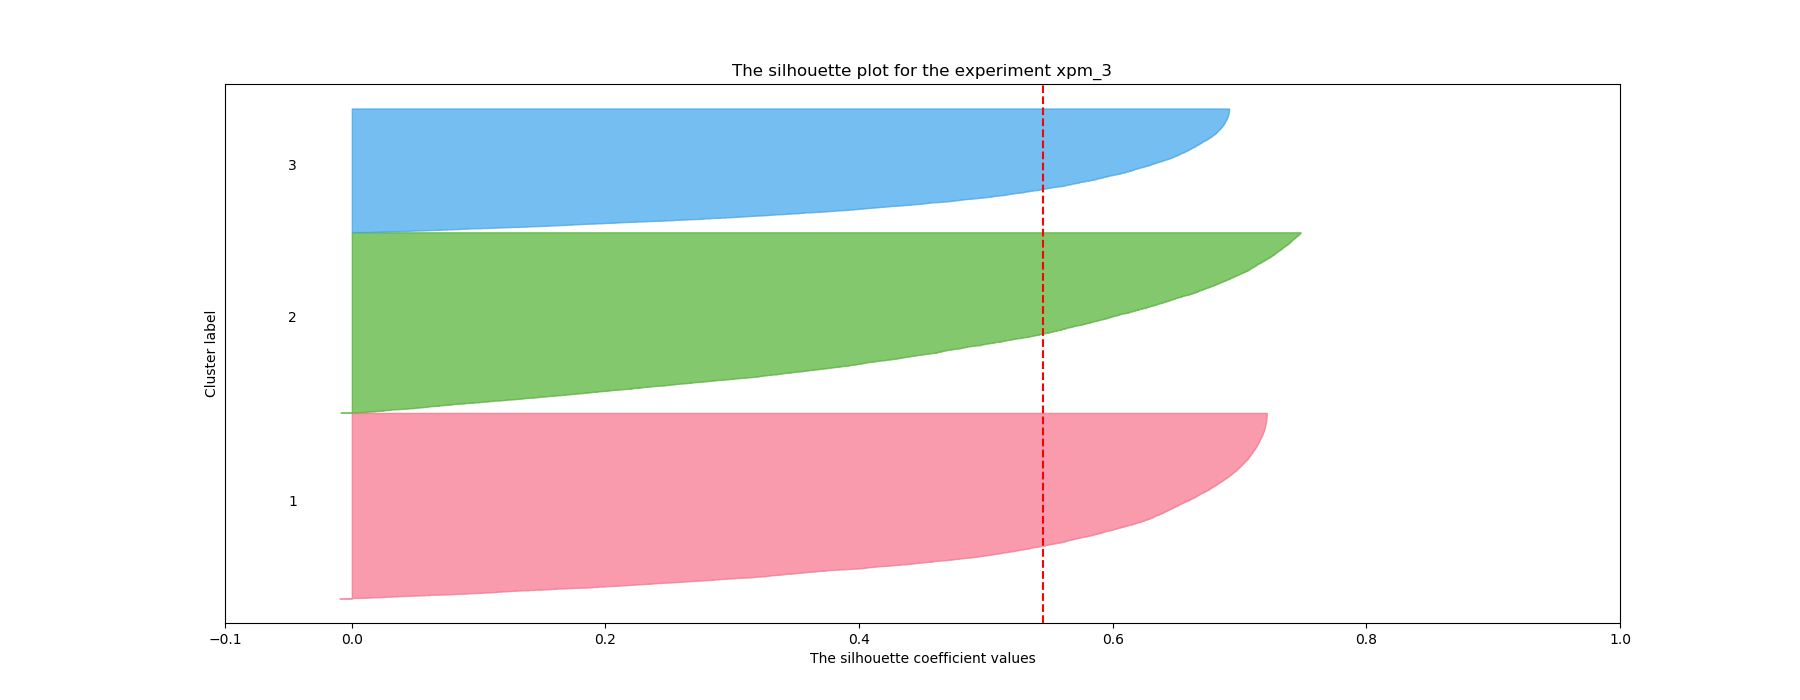 The silhouette plot for the experiment xpm_3
3
2
1
Cluster label
−0.1 0.0 0.2 0.4 0.6 0.8 1.0
The silhouette coefficient values